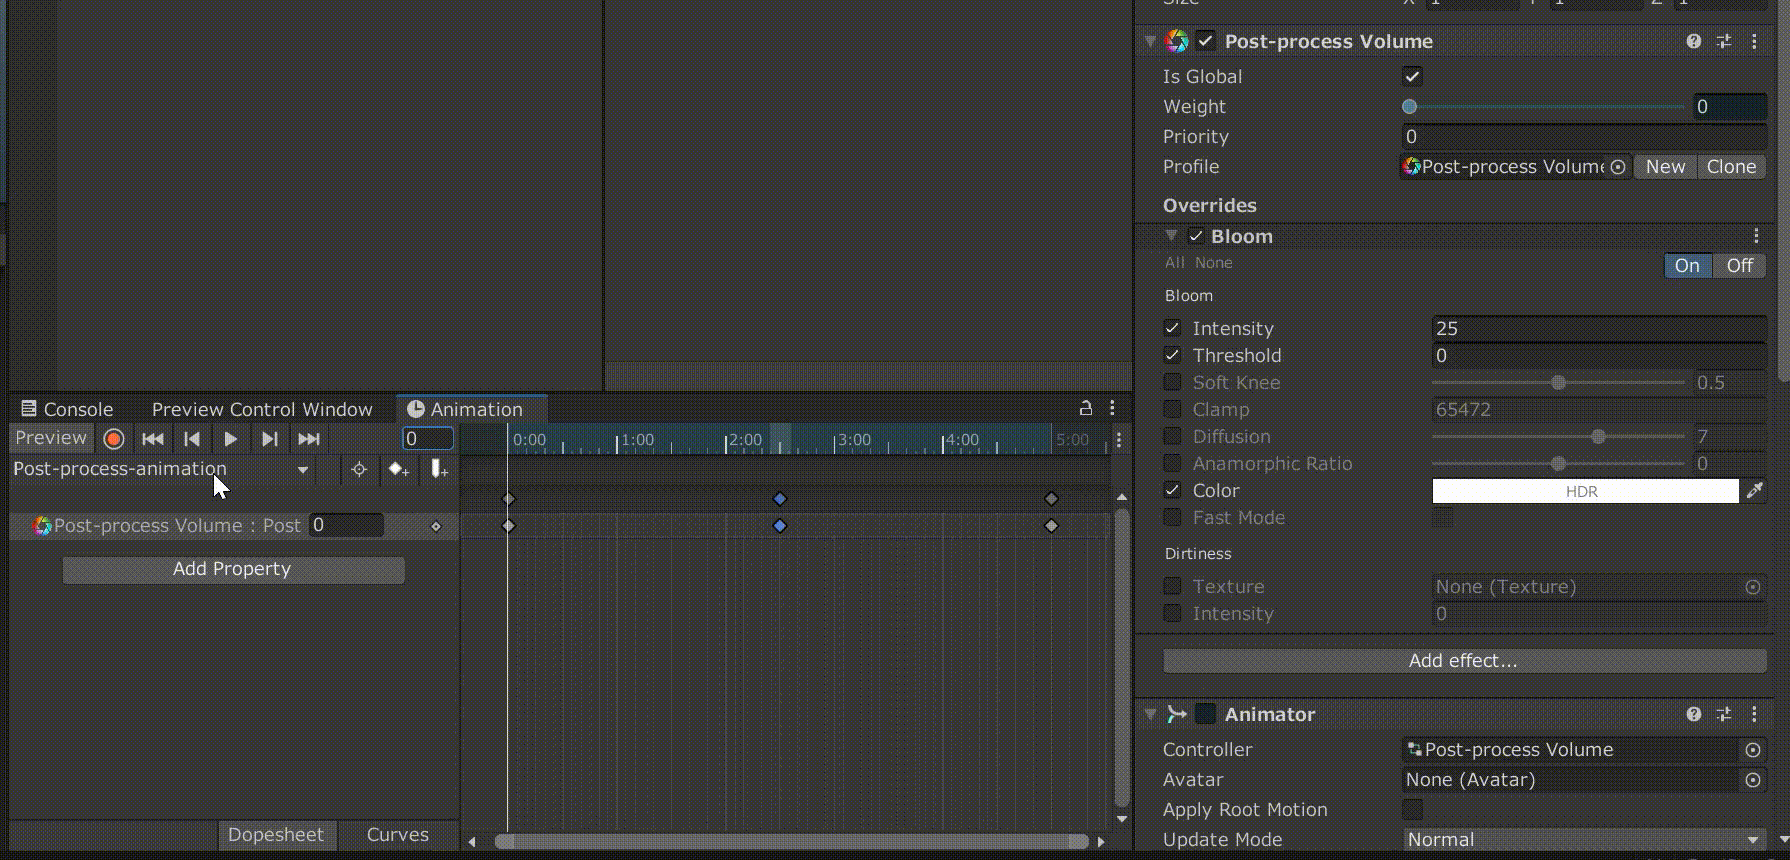 Size X 1 Y 1 Z 1
Post-process Volume
Is Global
Weight 0
Priority 0
Profile Post-process Volume New Clone
Overrides
Bloom
All None On Off
Bloom
Intensity 25
Threshold 0
Soft Knee 0.5
Clamp 65472
Diffusion 7
Anamorphic Ratio 0
Color HDR
Fast Mode
Dirtiness
Texture None (Texture)
Intensity 0
Add effect...
Animator
Controller Post-process Volume
Avatar None (Avatar)
Apply Root Motion
Update Mode Normal
Console Preview Control Window Animation
Preview 0 0:00 1:00 2:00 3:00 4:00 5:00
Post-process-animation
Post-process Volume : Post 0
Add Property
Dopesheet Curves